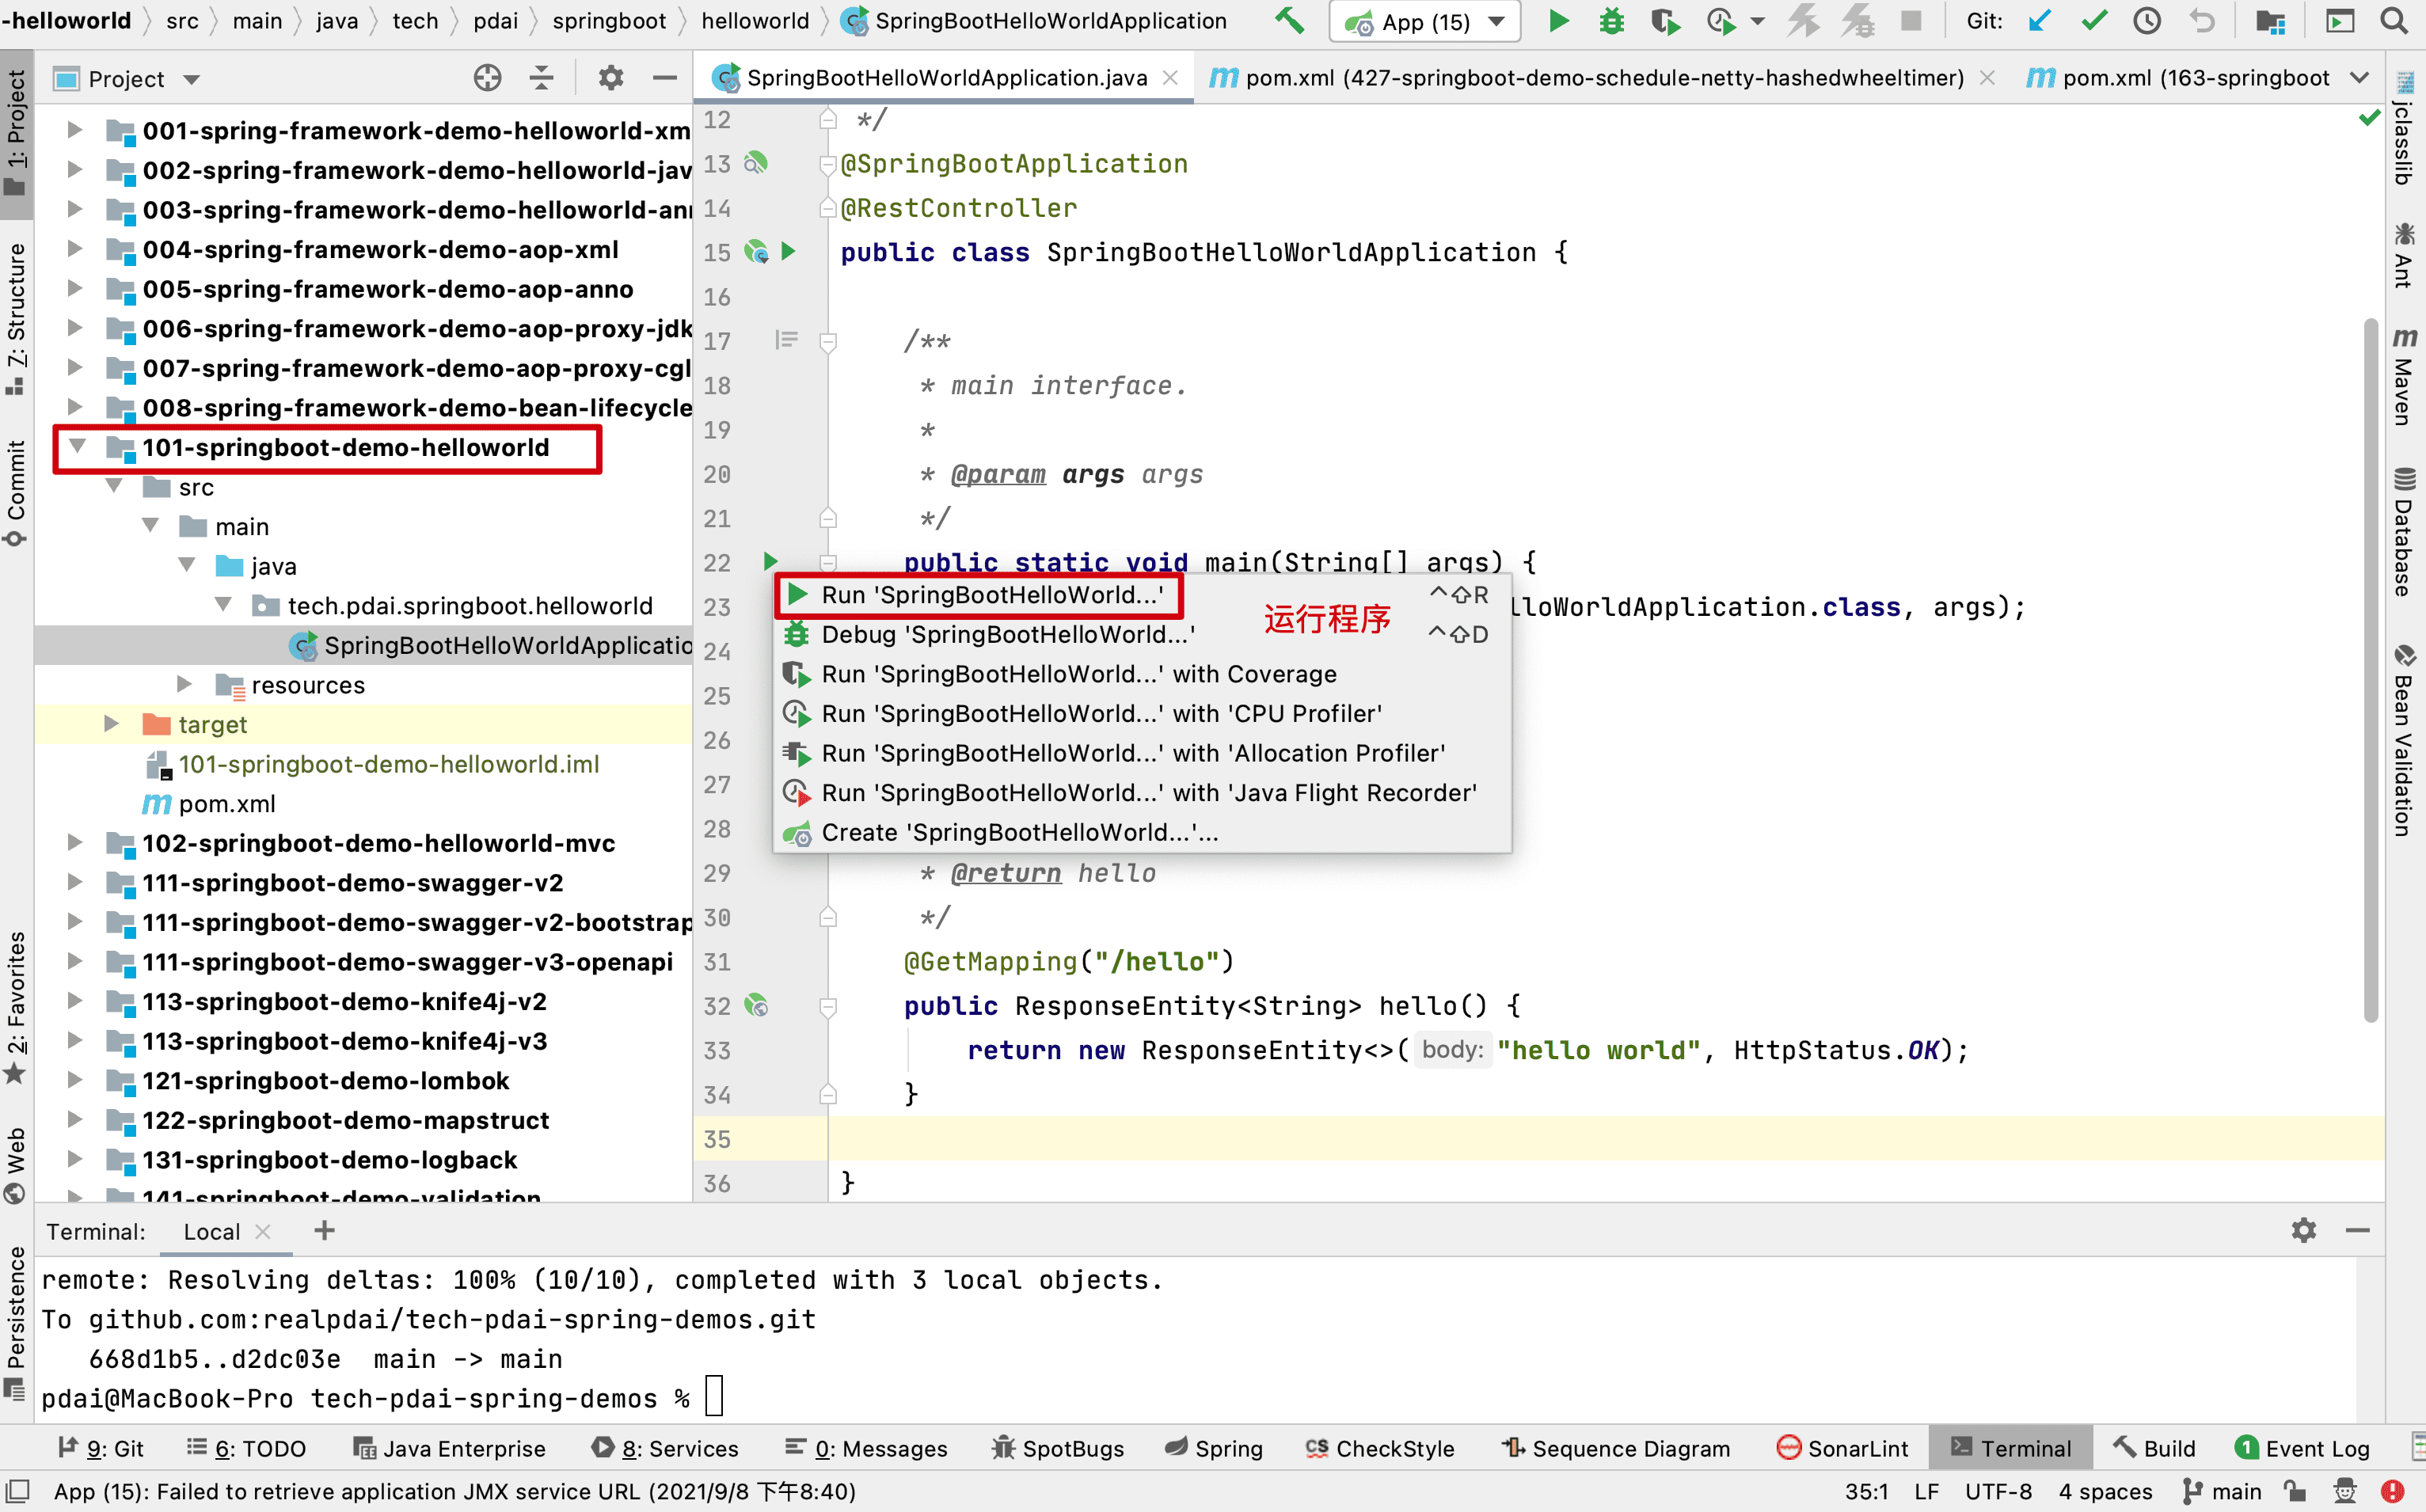 -helloworld src main java tech pdai springboot helloworld SpringBootHelloWorldApplication App (15) Git:
Project
SpringBootHelloWorldApplication.java pom.xml (427-springboot-demo-schedule-netty-hashedwheeltimer) pom.xml (163-springboot
1: Project
Z: Structure
Commit
2: Favorites
Web
Persistence
001-spring-framework-demo-helloworld-xm
002-spring-framework-demo-helloworld-jav
003-spring-framework-demo-helloworld-ann
004-spring-framework-demo-aop-xml
005-spring-framework-demo-aop-anno
006-spring-framework-demo-aop-proxy-jdk
007-spring-framework-demo-aop-proxy-cgl
008-spring-framework-demo-bean-lifecycle
101-springboot-demo-helloworld
src
main
java
tech.pdai.springboot.helloworld
SpringBootHelloWorldApplicatio
resources
target
101-springboot-demo-helloworld.iml
pom.xml
102-springboot-demo-helloworld-mvc
111-springboot-demo-swagger-v2
111-springboot-demo-swagger-v2-bootstrap
111-springboot-demo-swagger-v3-openapi
113-springboot-demo-knife4j-v2
113-springboot-demo-knife4j-v3
121-springboot-demo-lombok
122-springboot-demo-mapstruct
131-springboot-demo-logback
141-springboot-demo-validation
12 */
13 @SpringBootApplication
14 @RestController
15 public class SpringBootHelloWorldApplication {
16
17 /**
18 * main interface.
19 *
20 * @param args args
21 */
22 public static void main(String[] args) {
23 lloWorldApplication.class, args);
24
25
26
27
28
29 * @return hello
30 */
31 @GetMapping("/hello")
32 public ResponseEntity<String> hello() {
33 return new ResponseEntity<>( body: "hello world", HttpStatus.OK);
34 }
35
36 }
Run 'SpringBootHelloWorld...' ⌃⇧R
运行程序
Debug 'SpringBootHelloWorld...' ⌃⇧D
Run 'SpringBootHelloWorld...' with Coverage
Run 'SpringBootHelloWorld...' with 'CPU Profiler'
Run 'SpringBootHelloWorld...' with 'Allocation Profiler'
Run 'SpringBootHelloWorld...' with 'Java Flight Recorder'
Create 'SpringBootHelloWorld...'...
jclasslib
Ant
Maven
Database
Bean Validation
Terminal: Local
remote: Resolving deltas: 100% (10/10), completed with 3 local objects.
To github.com:realpdai/tech-pdai-spring-demos.git
668d1b5..d2dc03e main -> main
pdai@MacBook-Pro tech-pdai-spring-demos %
9: Git 6: TODO Java Enterprise 8: Services 0: Messages SpotBugs Spring CheckStyle Sequence Diagram SonarLint Terminal Build 1 Event Log
App (15): Failed to retrieve application JMX service URL (2021/9/8 下午8:40) 35:1 LF UTF-8 4 spaces main